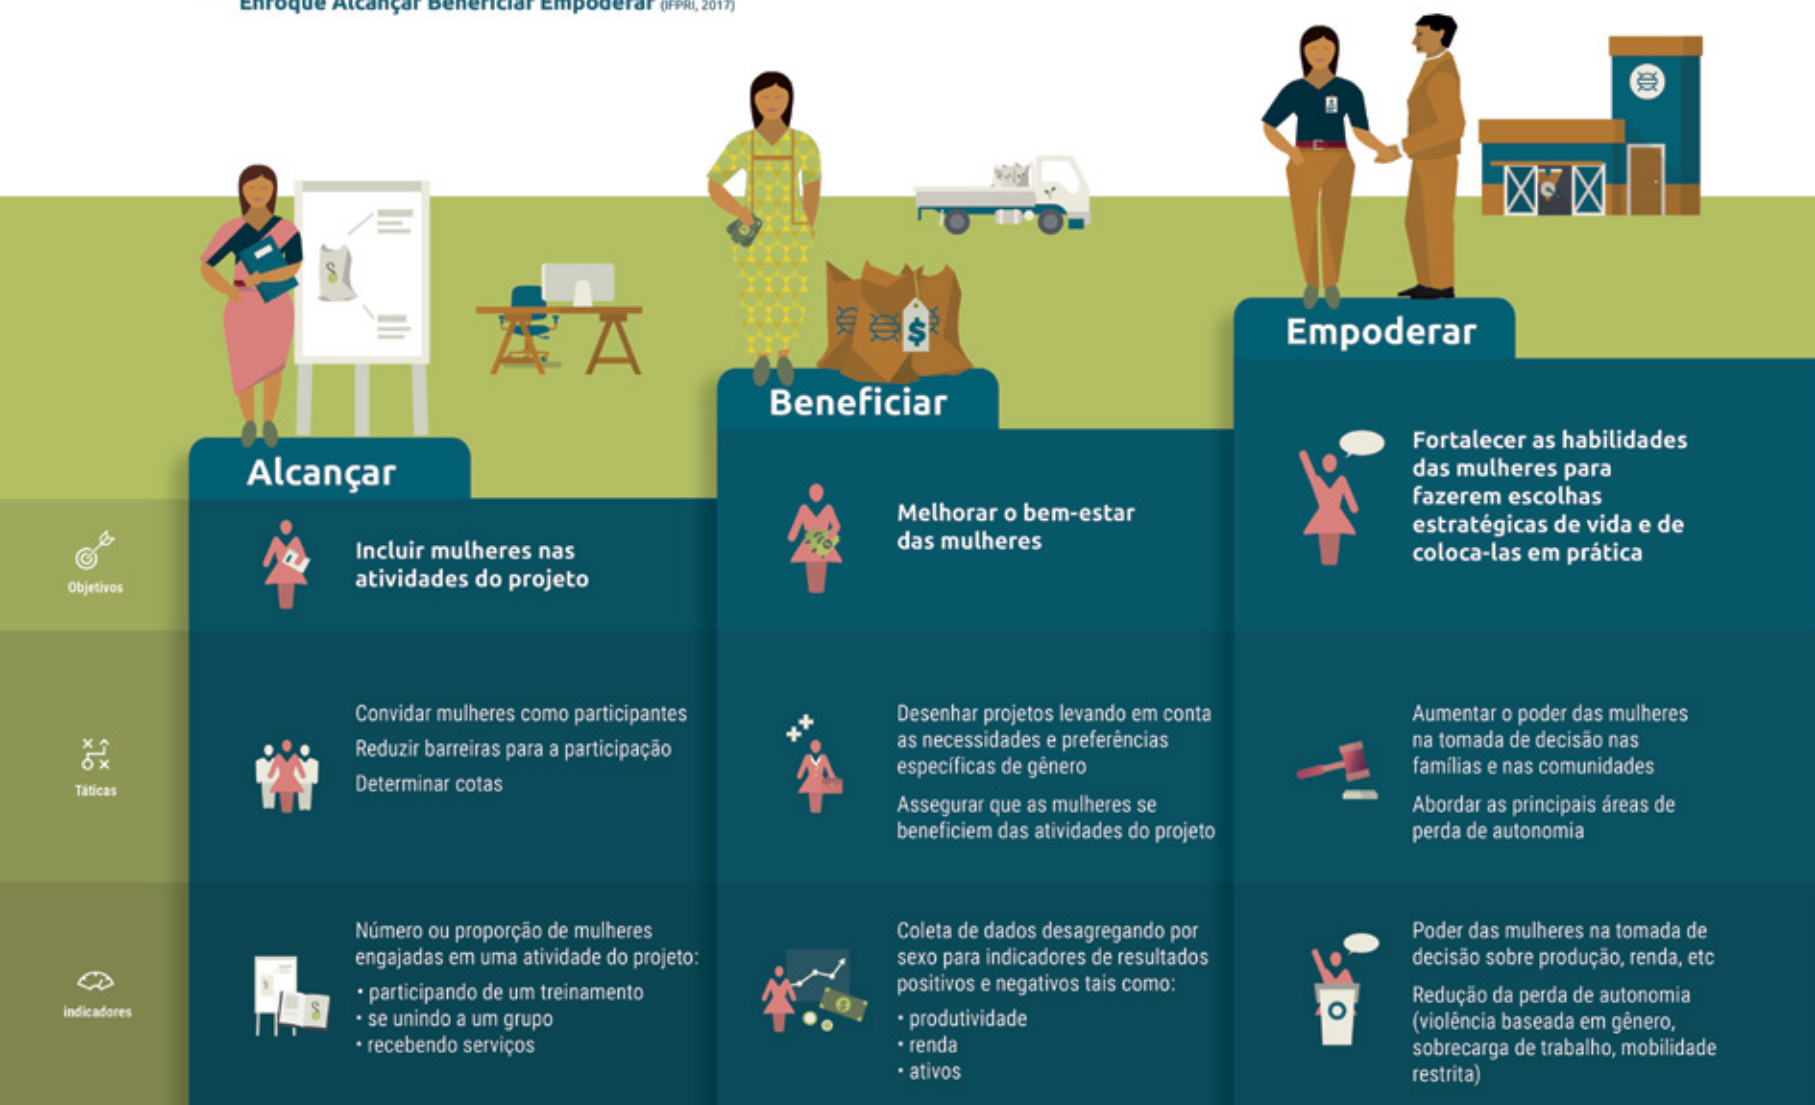 Enfoque Alcançar Beneficiar Empoderar (IFPRI, 2017)
Empoderar
Beneficiar
Alcançar
Objetivos
Incluir mulheres nas
atividades do projeto
Melhorar o bem-estar
das mulheres
Fortalecer as habilidades
das mulheres para
fazerem escolhas
estratégicas de vida e de
coloca-las em prática
Táticas
Convidar mulheres como participantes
Reduzir barreiras para a participação
Determinar cotas
Desenhar projetos levando em conta
as necessidades e preferências
específicas de gênero
Assegurar que as mulheres se
beneficiem das atividades do projeto
Aumentar o poder das mulheres
na tomada de decisão nas
famílias e nas comunidades
Abordar as principais áreas de
perda de autonomia
indicadores
Número ou proporção de mulheres
engajadas em uma atividade do projeto:
• participando de um treinamento
• se unindo a um grupo
• recebendo serviços
Coleta de dados desagregando por
sexo para indicadores de resultados
positivos e negativos tais como:
• produtividade
• renda
• ativos
Poder das mulheres na tomada de
decisão sobre produção, renda, etc
Redução da perda de autonomia
(violência baseada em gênero,
sobrecarga de trabalho, mobilidade
restrita)